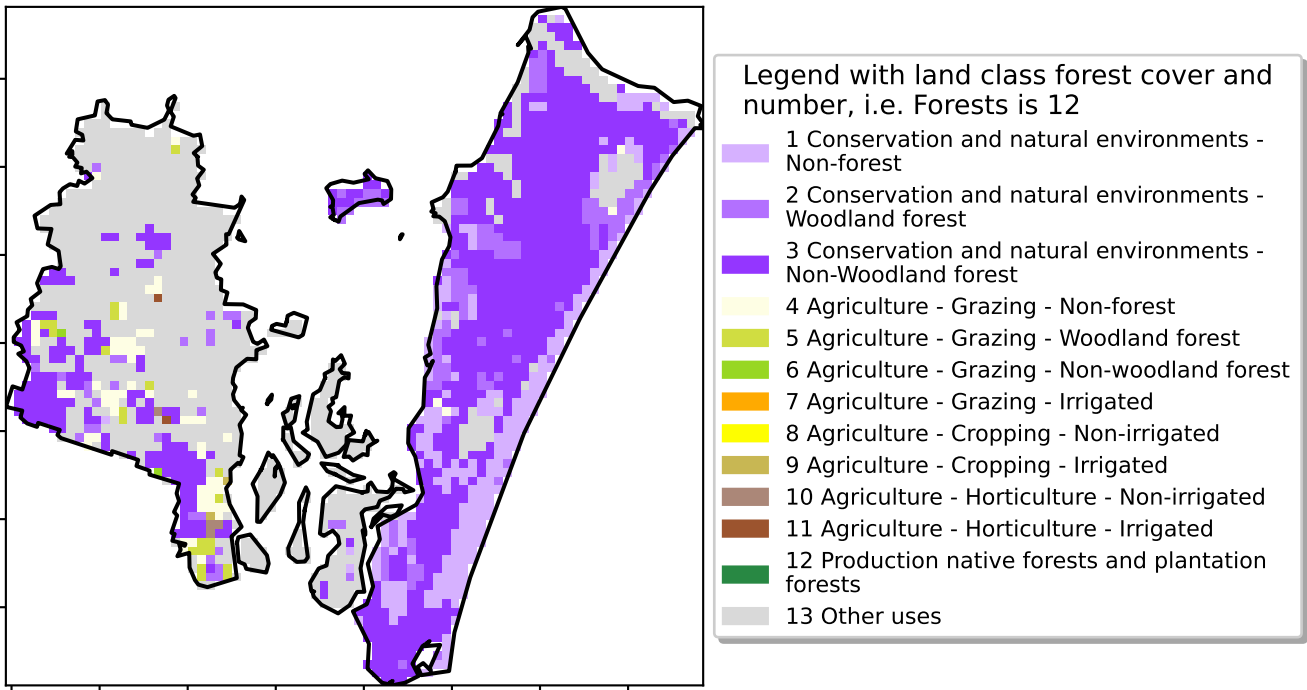 Legend with land class forest cover and
number, i.e. Forests is 12
1 Conservation and natural environments -
Non-forest
2 Conservation and natural environments -
Woodland forest
3 Conservation and natural environments -
Non-Woodland forest
4 Agriculture - Grazing - Non-forest
5 Agriculture - Grazing - Woodland forest
6 Agriculture - Grazing - Non-woodland forest
7 Agriculture - Grazing - Irrigated
8 Agriculture - Cropping - Non-irrigated
9 Agriculture - Cropping - Irrigated
10 Agriculture - Horticulture - Non-irrigated
11 Agriculture - Horticulture - Irrigated
12 Production native forests and plantation
forests
13 Other uses